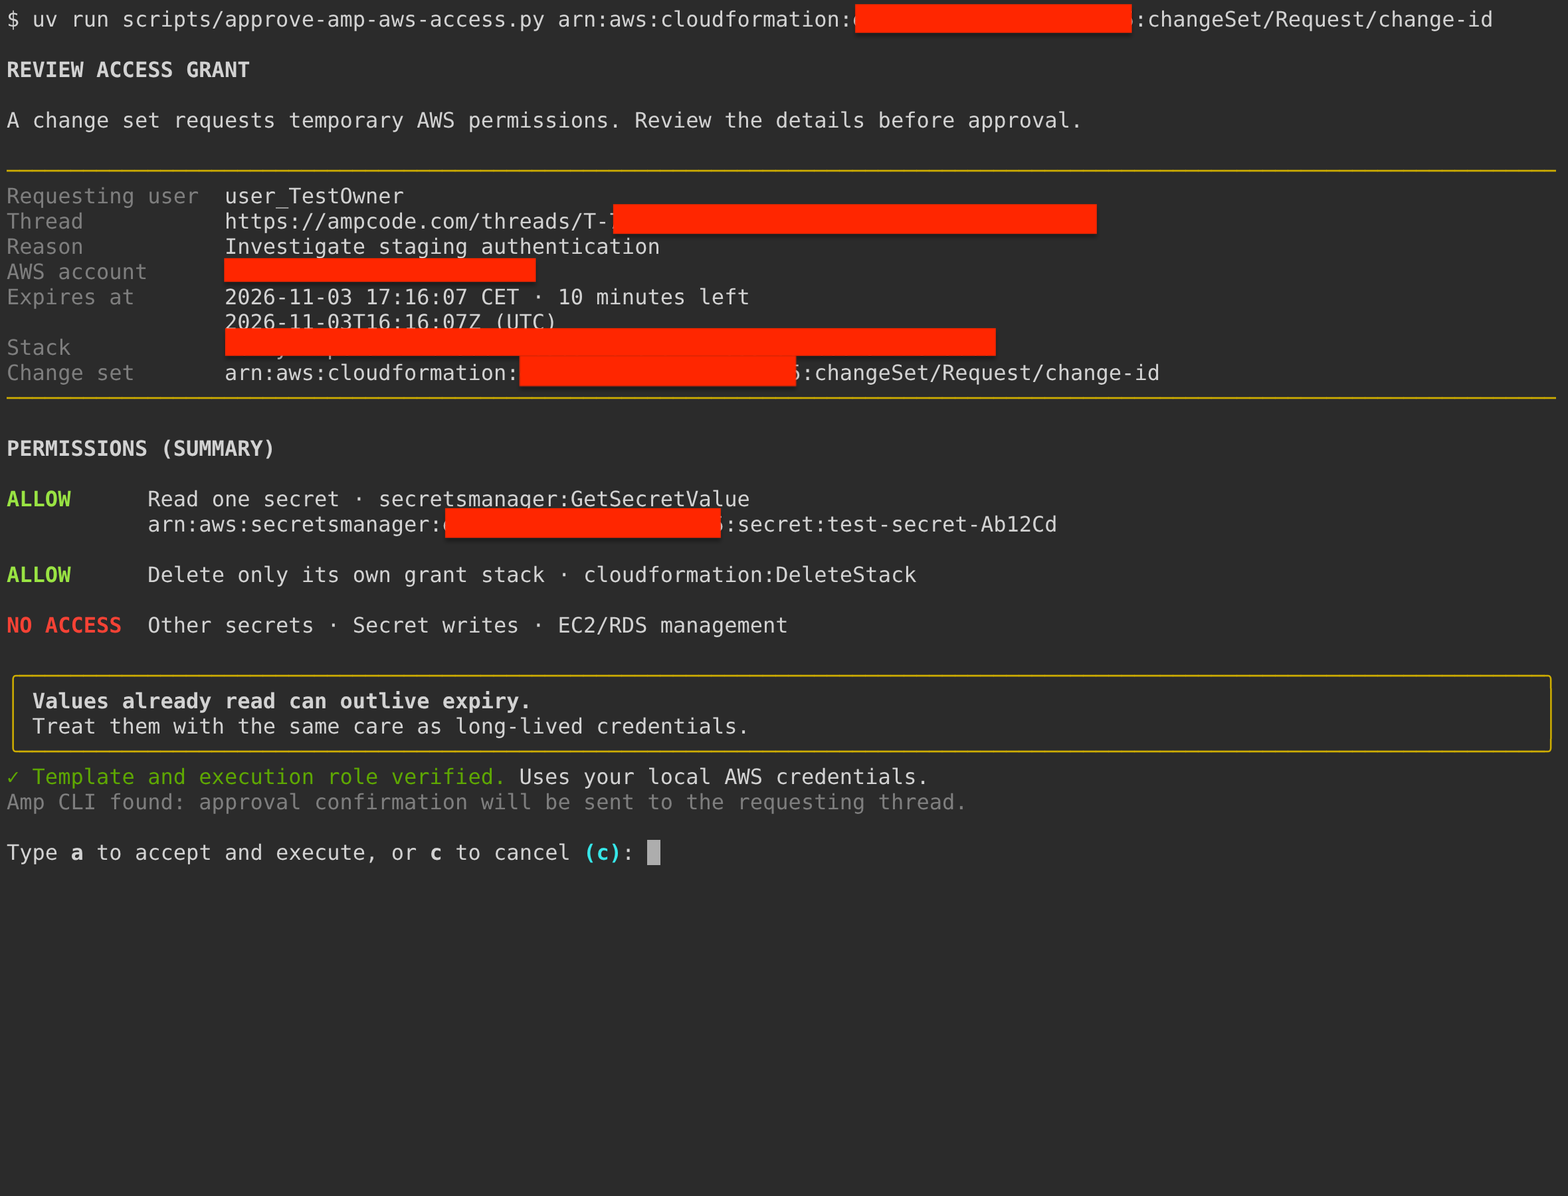 $ uv run scripts/approve-amp-aws-access.py arn:aws:cloudformation: :changeSet/Request/change-id
REVIEW ACCESS GRANT
A change set requests temporary AWS permissions. Review the details before approval.
Requesting user user_TestOwner
Thread https://ampcode.com/threads/T-
Reason Investigate staging authentication
AWS account
Expires at 2026-11-03 17:16:07 CET · 10 minutes left
2026-11-03T16:16:07Z (UTC)
Stack
Change set arn:aws:cloudformation: :changeSet/Request/change-id
PERMISSIONS (SUMMARY)
ALLOW Read one secret · secretsmanager:GetSecretValue
arn:aws:secretsmanager: :secret:test-secret-Ab12Cd
ALLOW Delete only its own grant stack · cloudformation:DeleteStack
NO ACCESS Other secrets · Secret writes · EC2/RDS management
Values already read can outlive expiry.
Treat them with the same care as long-lived credentials.
✓ Template and execution role verified. Uses your local AWS credentials.
Amp CLI found: approval confirmation will be sent to the requesting thread.
Type a to accept and execute, or c to cancel (c):